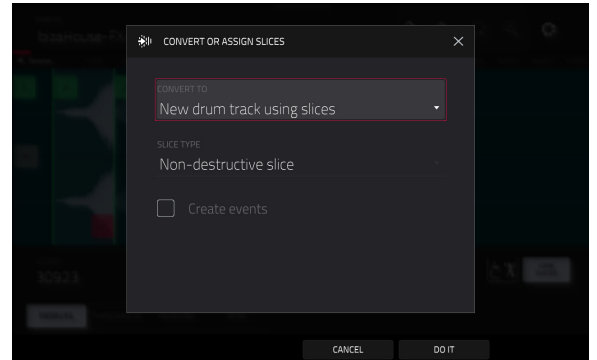 CONVERT OR ASSIGN SLICES
CONVERT TO
New drum track using slices
SLICE TYPE
Non-destructive slice
Create events
30923
CANCEL
DO IT